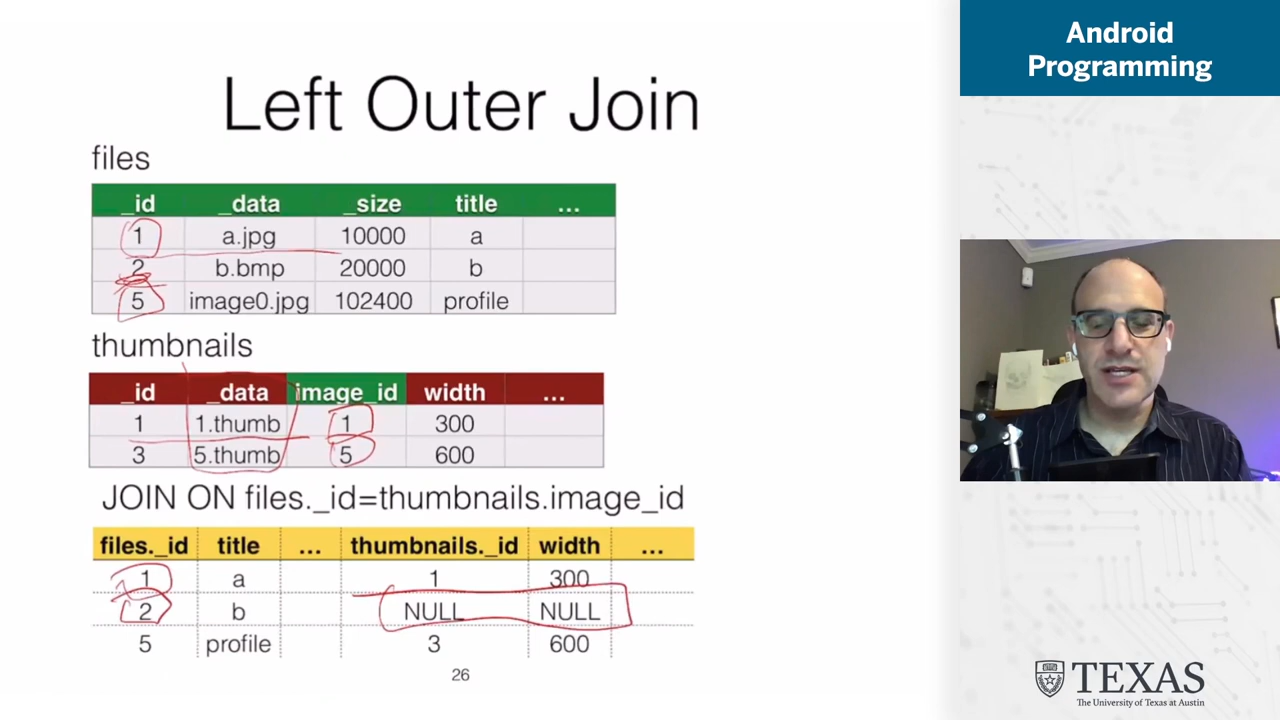 Left Outer Join
files
_id _data _size title ...
1 a.jpg 10000 a
2 b.bmp 20000 b
5 image0.jpg 102400 profile
thumbnails
_id _data image_id width ...
1 1.thumb 1 300
3 5.thumb 5 600
JOIN ON files._id=thumbnails.image_id
files._id title ... thumbnails._id width ...
1 a 1 300
2 b NULL NULL
5 profile 3 600
26
Android
Programming
TEXAS
The University of Texas at Austin